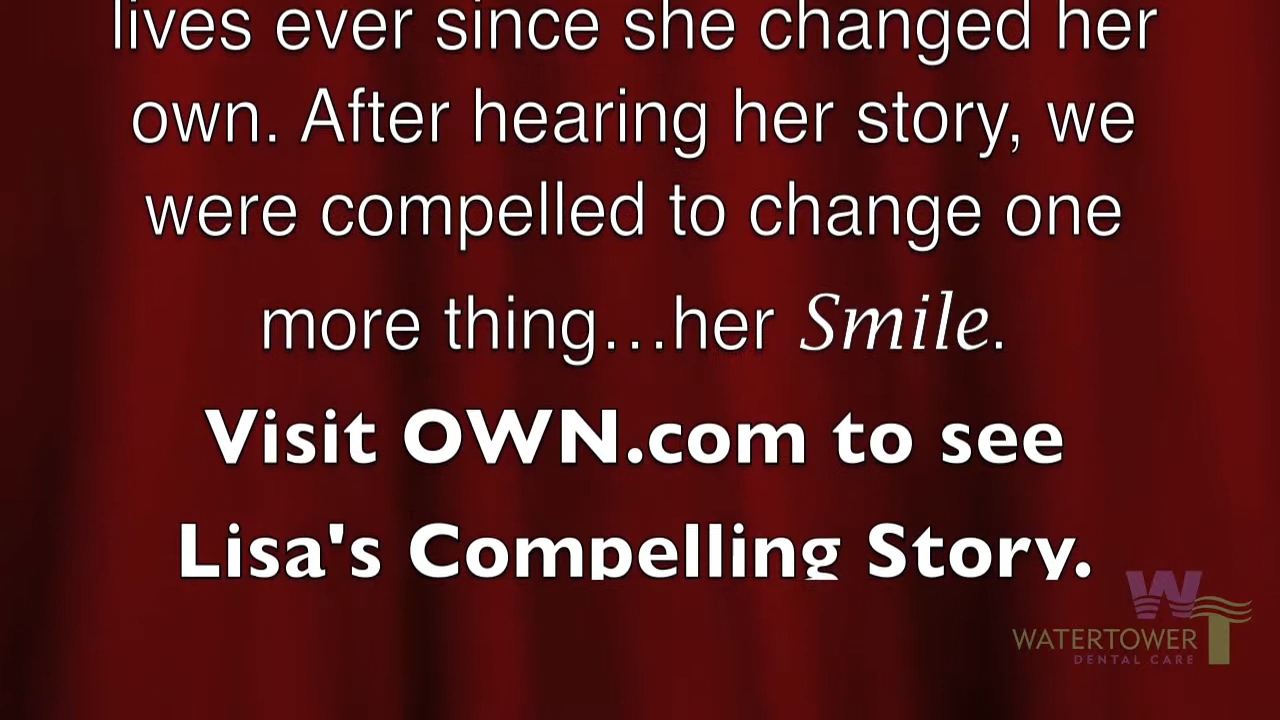 lives ever since she changed her
own. After hearing her story, we
were compelled to change one
more thing…her Smile.
Visit OWN.com to see
Lisa's Compelling Story.
W
WATERTOWER
DENTAL CARE